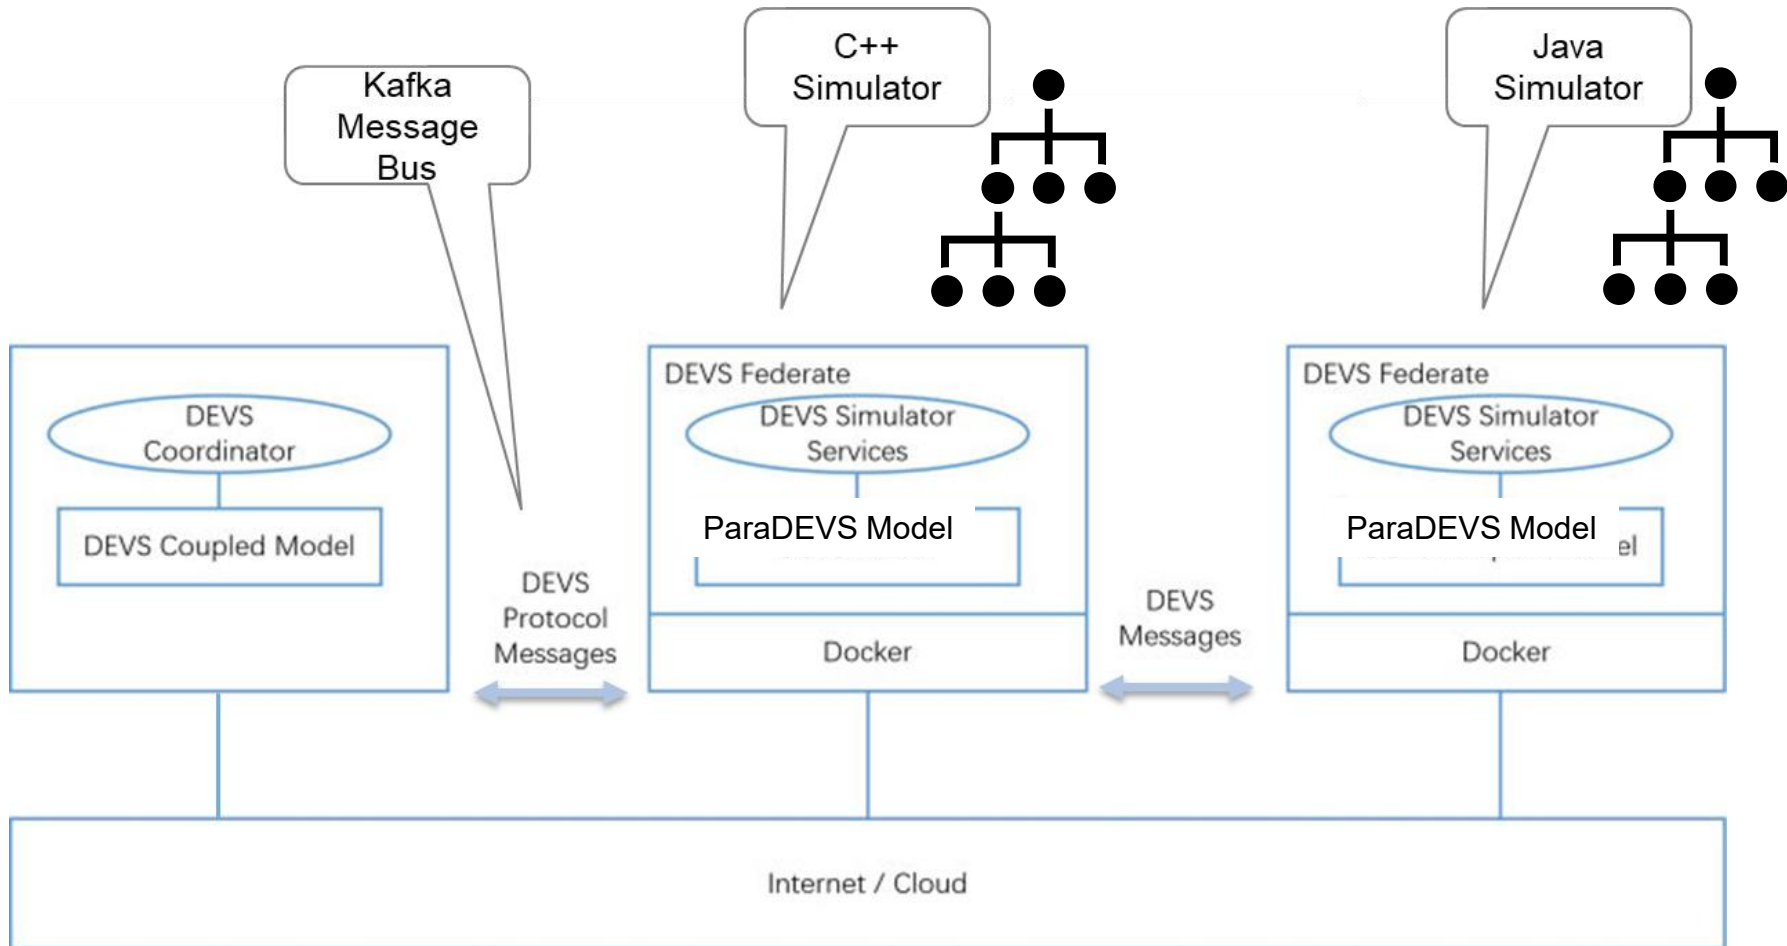 Kafka
Message
Bus
C++
Simulator
Java
Simulator
DEVS
Coordinator
DEVS Coupled Model
DEVS
Protocol
Messages
DEVS Federate
DEVS Simulator
Services
ParaDEVS Model
Docker
DEVS
Messages
DEVS Federate
DEVS Simulator
Services
ParaDEVS Model
Docker
Internet / Cloud